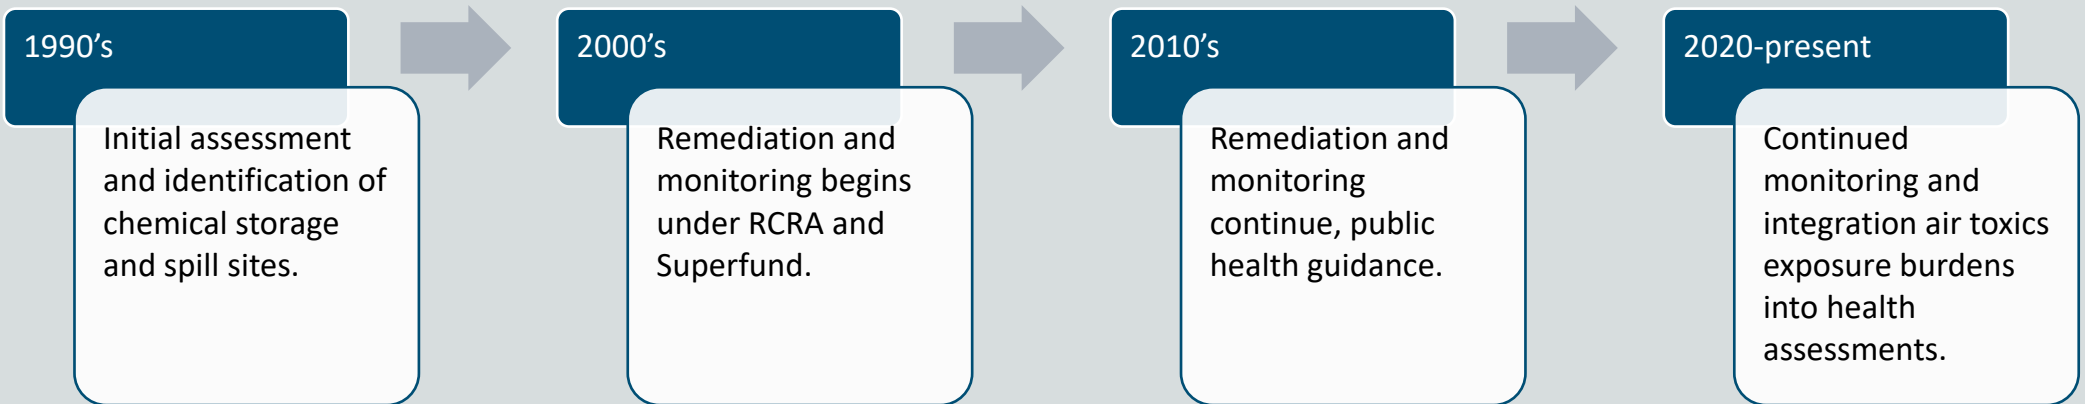 1990’s
Initial assessment
and identification of
chemical storage
and spill sites.
2000’s
Remediation and
monitoring begins
under RCRA and
Superfund.
2010’s
Remediation and
monitoring
continue, public
health guidance.
2020-present
Continued
monitoring and
integration air toxics
exposure burdens
into health
assessments.